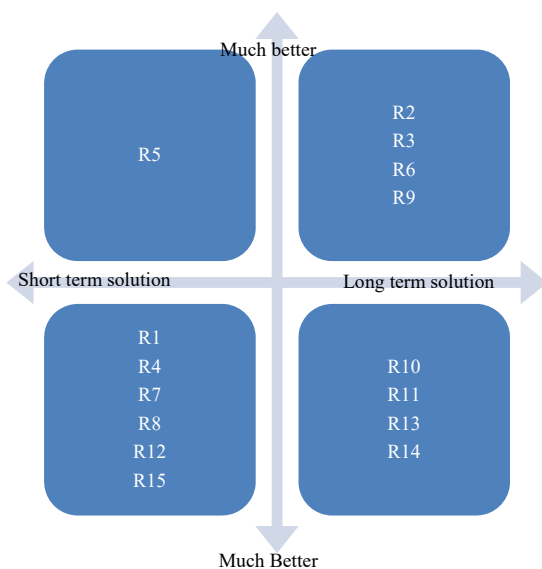 Much better
R5
R2
R3
R6
R9
Short term solution
Long term solution
R1
R4
R7
R8
R12
R15
R10
R11
R13
R14
Much Better